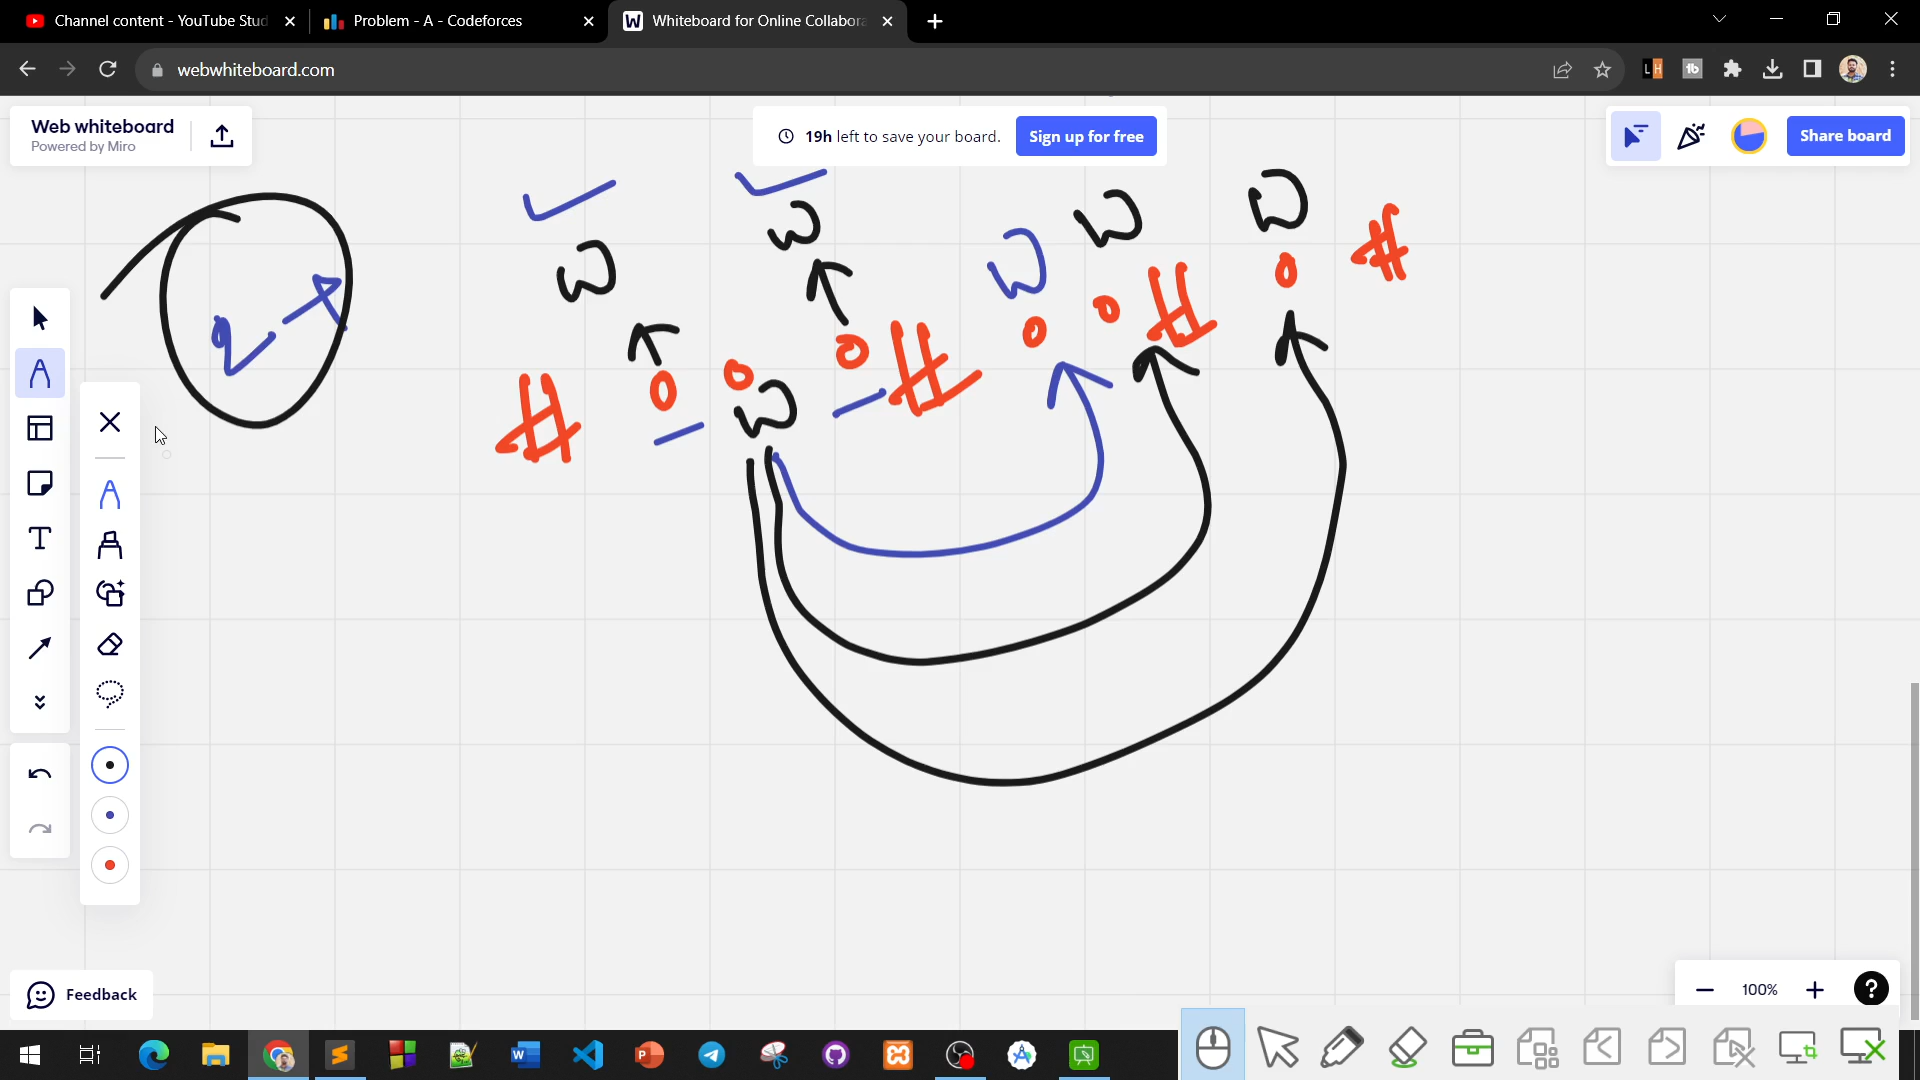 Channel content - YouTube Stud
Problem - A - Codeforces
Whiteboard for Online Collabora
webwhiteboard.com
Web whiteboard
Powered by Miro
19h left to save your board.
Sign up for free
Share board
w w w w w
# 0 0 0 # 0 0 # 0 #
w
2
Feedback
100%